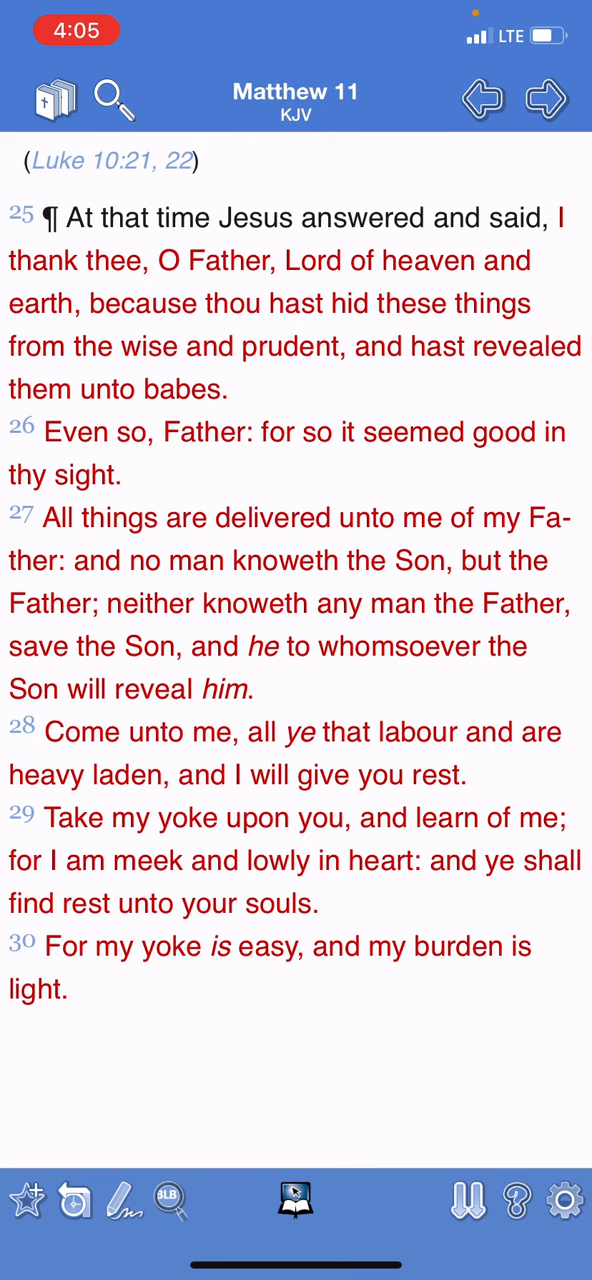 4:05
LTE
Matthew 11
KJV
(Luke 10:21, 22)
25 ¶ At that time Jesus answered and said, I
thank thee, O Father, Lord of heaven and
earth, because thou hast hid these things
from the wise and prudent, and hast revealed
them unto babes.
26 Even so, Father: for so it seemed good in
thy sight.
27 All things are delivered unto me of my Fa-
ther: and no man knoweth the Son, but the
Father; neither knoweth any man the Father,
save the Son, and he to whomsoever the
Son will reveal him.
28 Come unto me, all ye that labour and are
heavy laden, and I will give you rest.
29 Take my yoke upon you, and learn of me;
for I am meek and lowly in heart: and ye shall
find rest unto your souls.
30 For my yoke is easy, and my burden is
light.
BLB